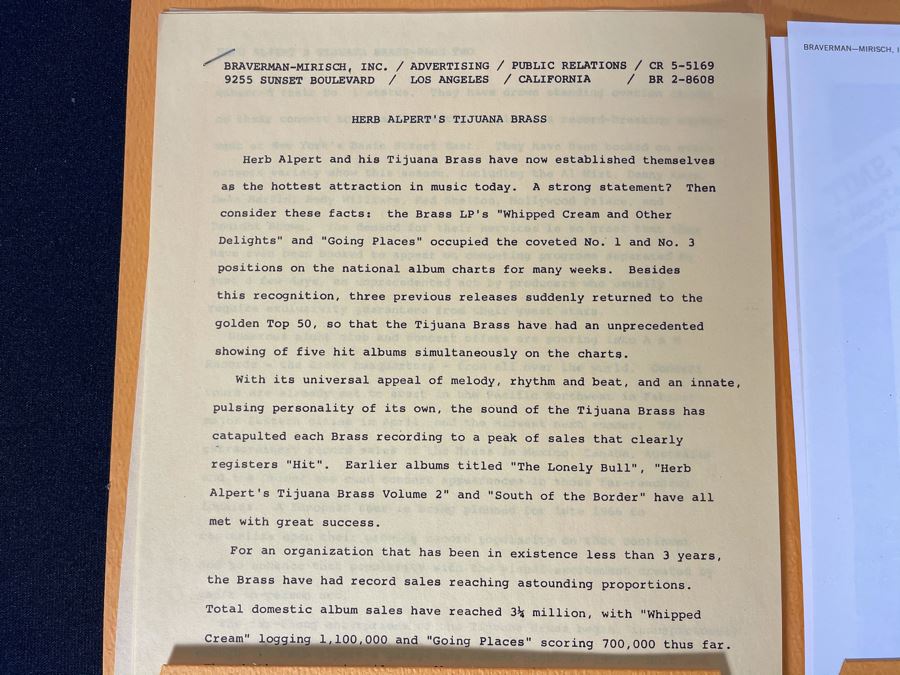 BRAVERMAN-MIRISCH, INC. / ADVERTISING / PUBLIC RELATIONS / CR 5-5169
9255 SUNSET BOULEVARD / LOS ANGELES / CALIFORNIA / BR 2-8608
HERB ALPERT'S TIJUANA BRASS
Herb Alpert and his Tijuana Brass have now established themselves
as the hottest attraction in music today. A strong statement? Then
consider these facts: the Brass LP's "Whipped Cream and Other
Delights" and "Going Places" occupied the coveted No. 1 and No. 3
positions on the national album charts for many weeks. Besides
this recognition, three previous releases suddenly returned to the
golden Top 50, so that the Tijuana Brass have had an unprecedented
showing of five hit albums simultaneously on the charts.
With its universal appeal of melody, rhythm and beat, and an innate,
pulsing personality of its own, the sound of the Tijuana Brass has
catapulted each Brass recording to a peak of sales that clearly
registers "Hit". Earlier albums titled "The Lonely Bull", "Herb
Alpert's Tijuana Brass Volume 2" and "South of the Border" have all
met with great success.
For an organization that has been in existence less than 3 years,
the Brass have had record sales reaching astounding proportions.
Total domestic album sales have reached 3¼ million, with "Whipped
Cream" logging 1,100,000 and "Going Places" scoring 700,000 thus far.
BRAVERMAN—MIRISCH,